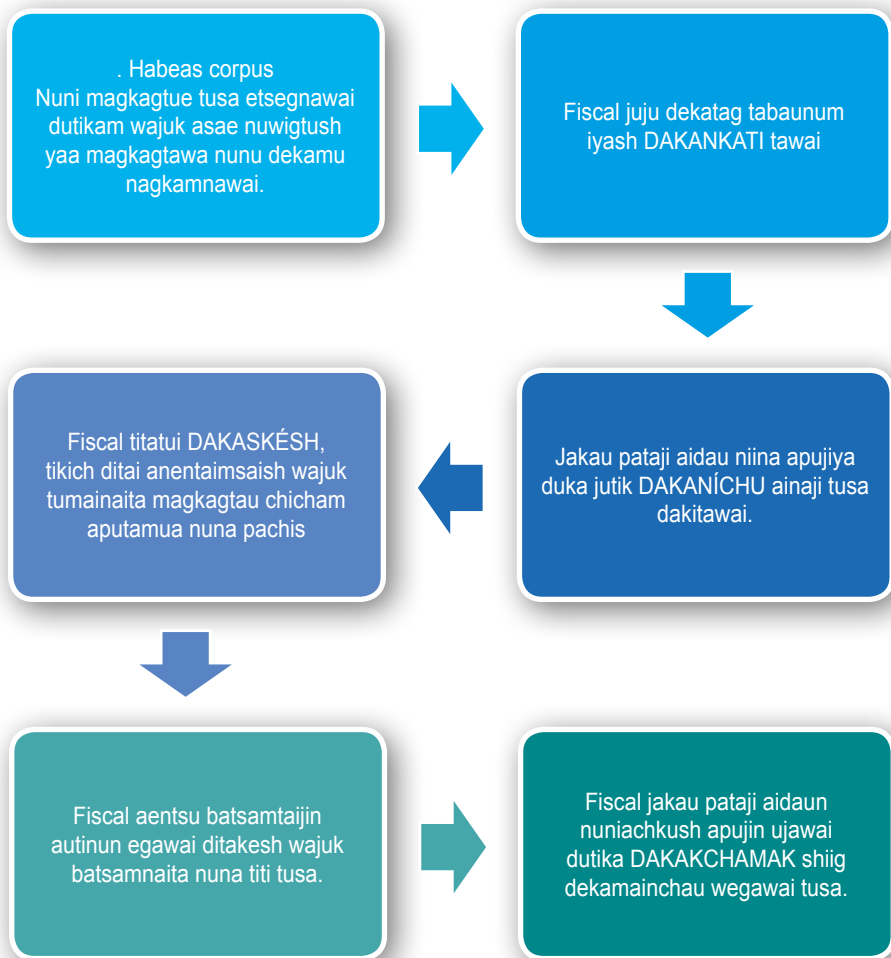 . Habeas corpus
Nuni magkagtue tusa etsegnawai
dutikam wajuk asae nuwigtush
yaa magkagtawa nunu dekamu
nagkamnawai.
Fiscal juju dekatag tabaunum
iyash DAKANKATI tawai
Jakau pataji aidau niina apujiya
duka jutik DAKANÍCHU ainaji tusa
dakitawai.
Fiscal titatui DAKASKÉSH,
tikich ditai anentaimsaish wajuk
tumainaita magkagtau chicham
aputamua nuna pachis
Fiscal aentsu batsamtaijin
autinun egawai ditakesh wajuk
batsamnaita nuna titi tusa.
Fiscal jakau pataji aidaun
nuniachkush apujin ujawai
dutika DAKAKCHAMAK shiig
dekamainchau wegawai tusa.